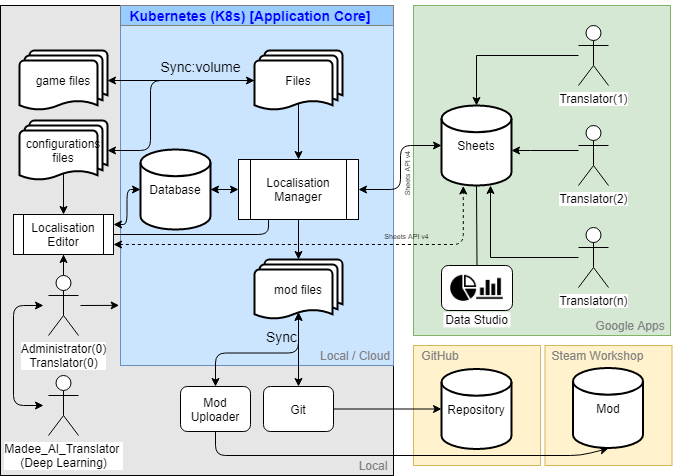 Kubernetes (K8s) [Application Core]
game files
Sync:volume
Files
Translator(1)
configurations
files
Sheets
Sheets API v4
Database
Localisation
Manager
Translator(2)
Localisation
Editor
Sheets API v4
mod files
Data Studio
Translator(n)
Google Apps
Administrator(0)
Translator(0)
Sync
Local / Cloud
GitHub
Steam Workshop
Mod
Uploader
Git
Repository
Mod
Madee_AI_Translator
(Deep Learning)
Local